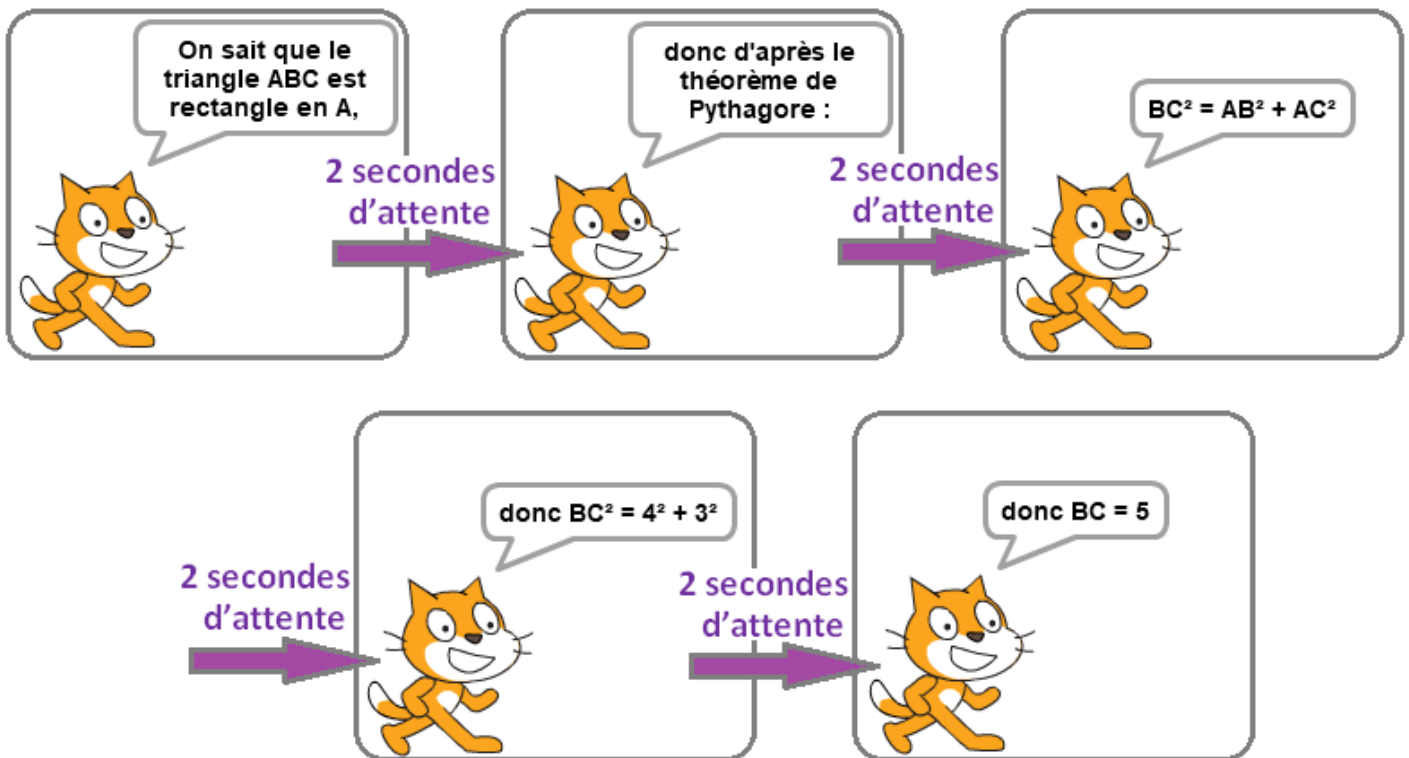 On sait que le
triangle ABC est
rectangle en A,
2 secondes
d'attente
donc d'après le
théorème de
Pythagore :
2 secondes
d'attente
BC² = AB² + AC²
2 secondes
d'attente
donc BC² = 4² + 3²
2 secondes
d'attente
donc BC = 5